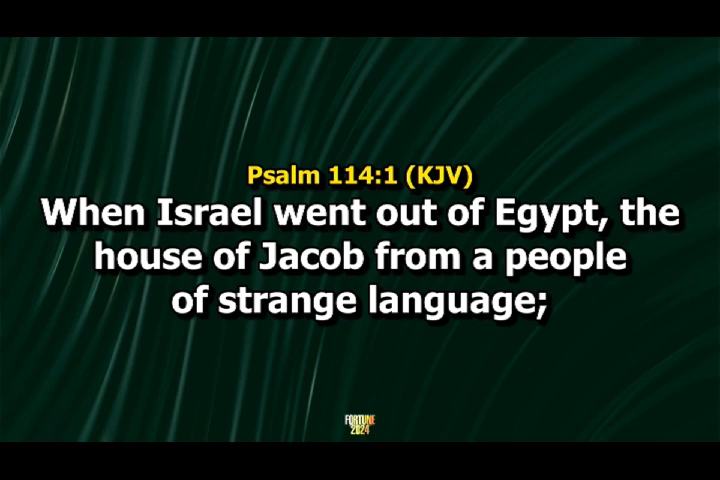 Psalm 114:1 (KJV)
When Israel went out of Egypt, the
house of Jacob from a people
of strange language;
FORTUNE
2024